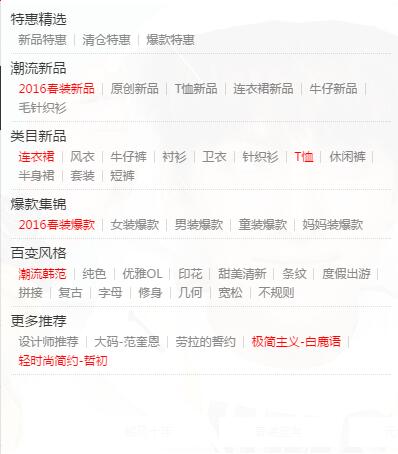 特惠精选
新品特惠 | 清仓特惠 | 爆款特惠
潮流新品
2016春装新品 | 原创新品 | T恤新品 | 连衣裙新品 | 牛仔新品 |
毛针织衫
类目新品
连衣裙 | 风衣 | 牛仔裤 | 衬衫 | 卫衣 | 针织衫 | T恤 | 休闲裤 |
半身裙 | 套装 | 短裤
爆款集锦
2016春装爆款 | 女装爆款 | 男装爆款 | 童装爆款 | 妈妈装爆款
百变风格
潮流韩范 | 纯色 | 优雅OL | 印花 | 甜美清新 | 条纹 | 度假出游 |
拼接 | 复古 | 字母 | 修身 | 几何 | 宽松 | 不规则
更多推荐
设计师推荐 | 大码-范奎恩 | 劳拉的誓约 | 极简主义-白鹿语 |
轻时尚简约-晢初